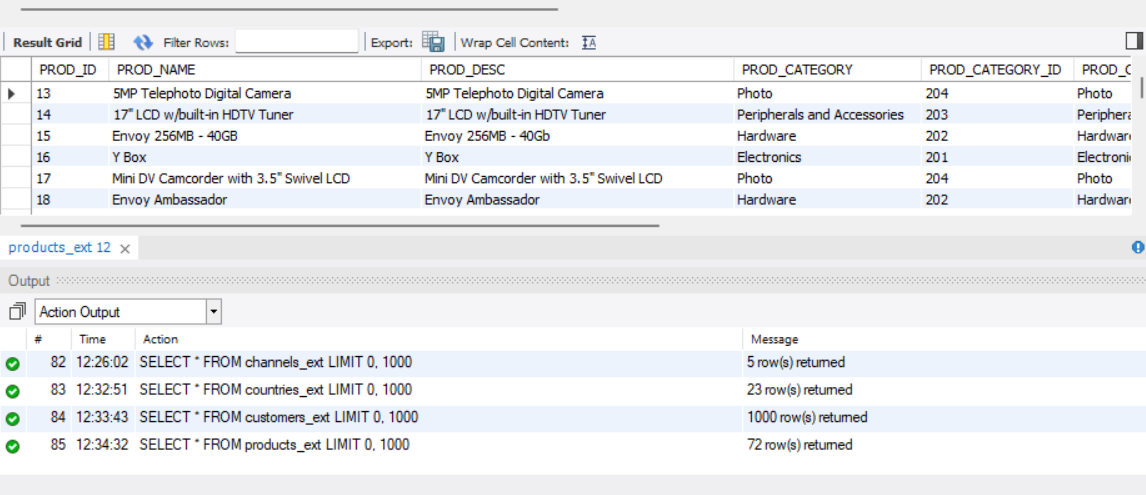 Result Grid Filter Rows: Export: Wrap Cell Content: IA
PROD_ID PROD_NAME PROD_DESC PROD_CATEGORY PROD_CATEGORY_ID PROD_C
13 5MP Telephoto Digital Camera 5MP Telephoto Digital Camera Photo 204 Photo
14 17" LCD w/built-in HDTV Tuner 17" LCD w/built-in HDTV Tuner Peripherals and Accessories 203 Periphera
15 Envoy 256MB - 40GB Envoy 256MB - 40Gb Hardware 202 Hardwar
16 Y Box Y Box Electronics 201 Electroni
17 Mini DV Camcorder with 3.5" Swivel LCD Mini DV Camcorder with 3.5" Swivel LCD Photo 204 Photo
18 Envoy Ambassador Envoy Ambassador Hardware 202 Hardwar
products_ext 12
Output
Action Output
# Time Action Message
82 12:26:02 SELECT * FROM channels_ext LIMIT 0, 1000 5 row(s) returned
83 12:32:51 SELECT * FROM countries_ext LIMIT 0, 1000 23 row(s) returned
84 12:33:43 SELECT * FROM customers_ext LIMIT 0, 1000 1000 row(s) returned
85 12:34:32 SELECT * FROM products_ext LIMIT 0, 1000 72 row(s) returned